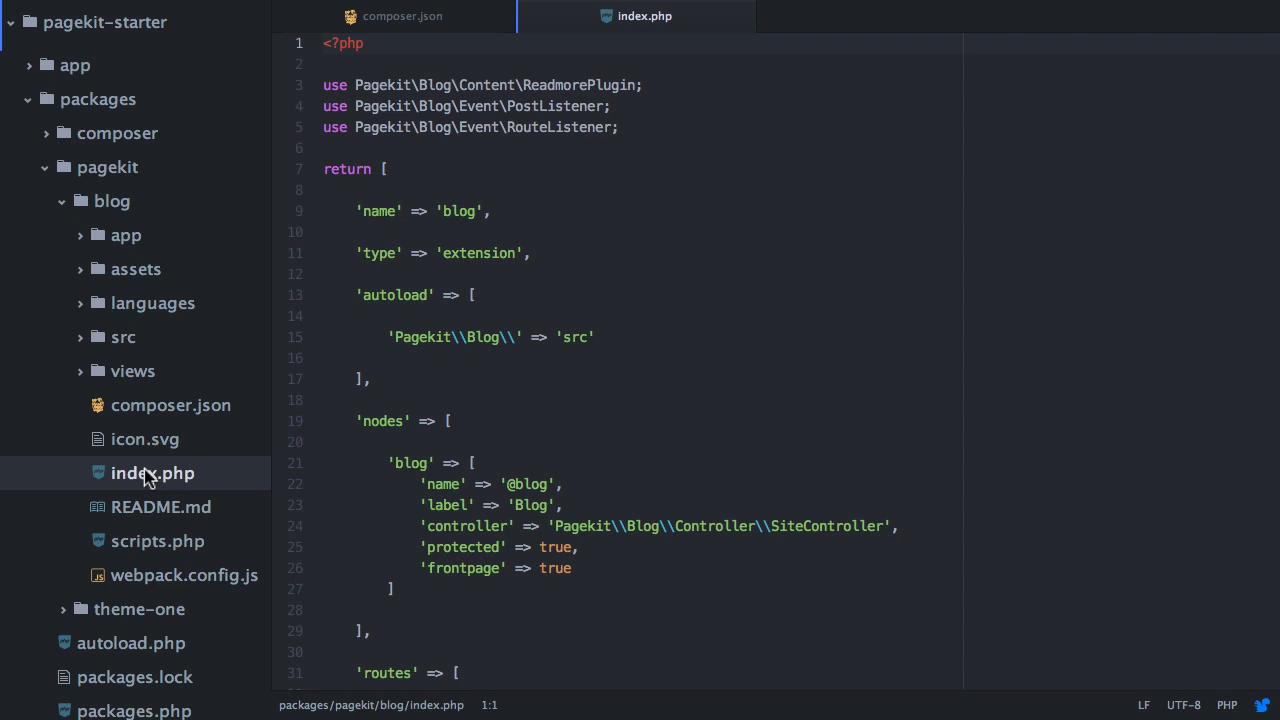 pagekit-starter
app
packages
composer
pagekit
blog
app
assets
languages
src
views
composer.json
icon.svg
index.php
README.md
scripts.php
webpack.config.js
theme-one
autoload.php
packages.lock
packages.php
composer.json
index.php
1 <?php
2
3 use Pagekit\Blog\Content\ReadmorePlugin;
4 use Pagekit\Blog\Event\PostListener;
5 use Pagekit\Blog\Event\RouteListener;
6
7 return [
8
9     'name' => 'blog',
10
11     'type' => 'extension',
12
13     'autoload' => [
14
15         'Pagekit\\Blog\\' => 'src'
16
17     ],
18
19     'nodes' => [
20
21         'blog' => [
22             'name' => '@blog',
23             'label' => 'Blog',
24             'controller' => 'Pagekit\\Blog\\Controller\\SiteController',
25             'protected' => true,
26             'frontpage' => true
27         ]
28
29     ],
30
31     'routes' => [
packages/pagekit/blog/index.php 1:1 LF UTF-8 PHP